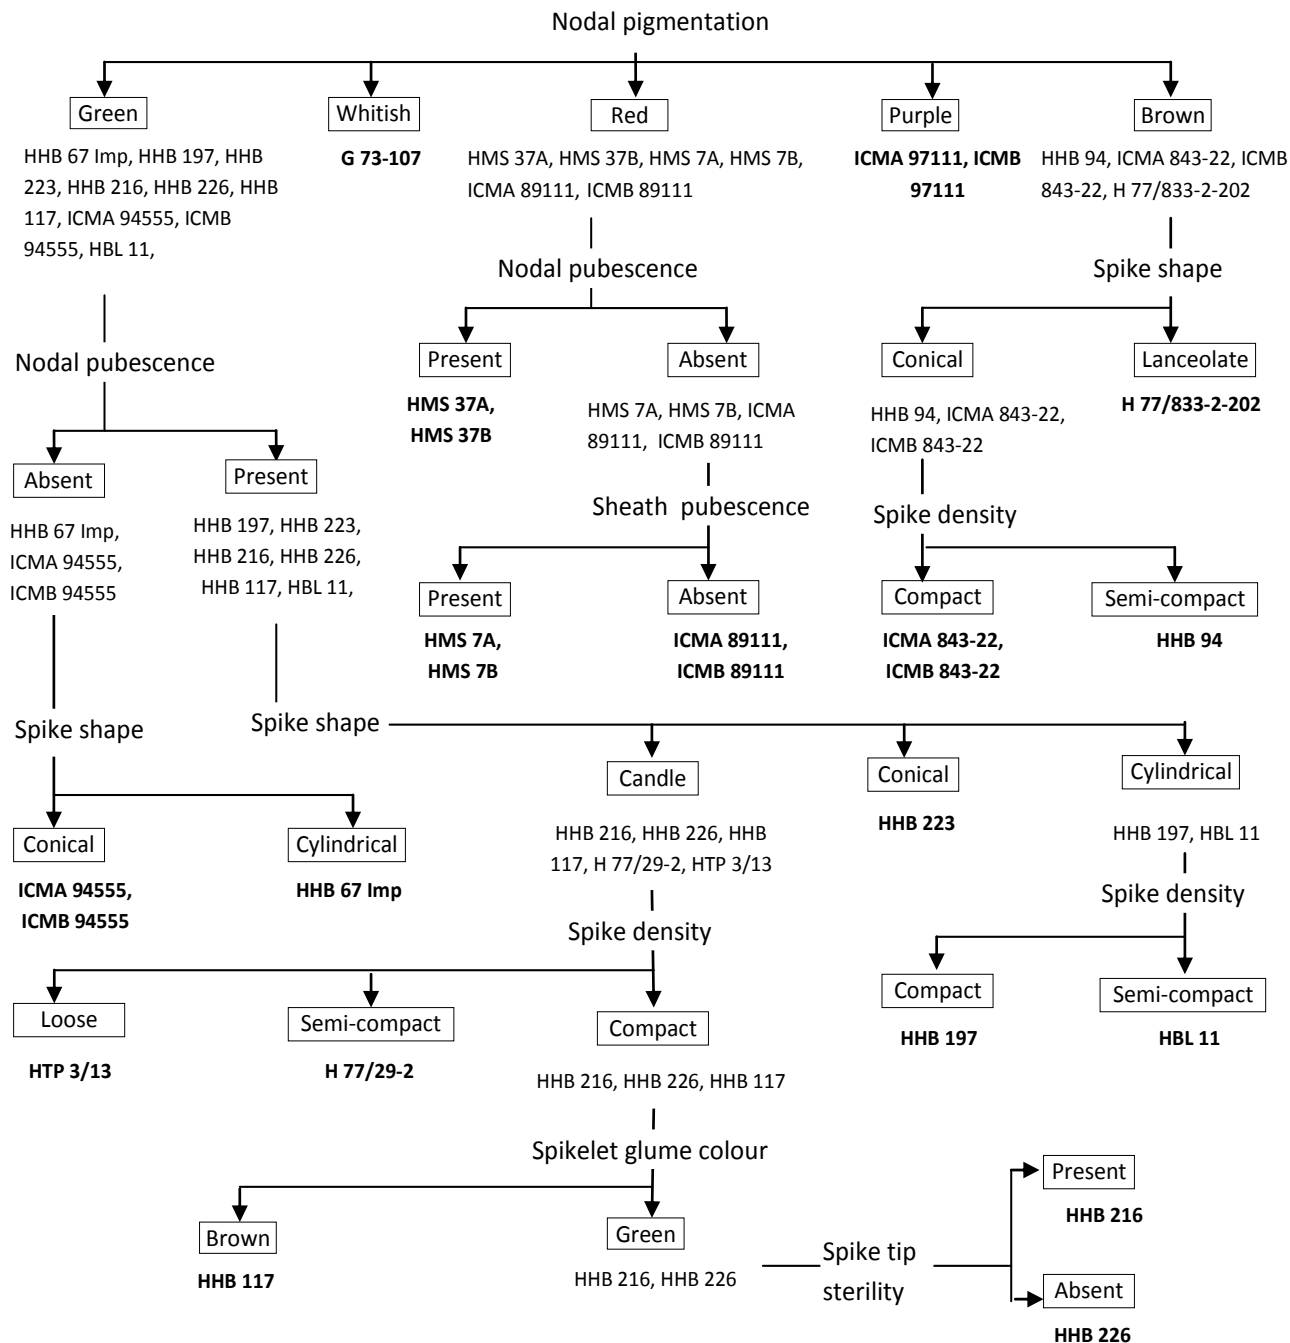 Nodal pigmentation
Green
Whitish
Red
Purple
Brown
HHB 67 Imp, HHB 197, HHB
223, HHB 216, HHB 226, HHB
117, ICMA 94555, ICMB
94555, HBL 11,
G 73-107
HMS 37A, HMS 37B, HMS 7A, HMS 7B,
ICMA 89111, ICMB 89111
ICMA 97111, ICMB
97111
HHB 94, ICMA 843-22, ICMB
843-22, H 77/833-2-202
Nodal pubescence
Spike shape
Nodal pubescence
Present
Absent
Conical
Lanceolate
HMS 37A,
HMS 37B
HMS 7A, HMS 7B, ICMA
89111, ICMB 89111
HHB 94, ICMA 843-22,
ICMB 843-22
H 77/833-2-202
Absent
Present
HHB 67 Imp,
ICMA 94555,
ICMB 94555
HHB 197, HHB 223,
HHB 216, HHB 226,
HHB 117, HBL 11,
Sheath pubescence
Spike density
Present
Absent
Compact
Semi-compact
HMS 7A,
HMS 7B
ICMA 89111,
ICMB 89111
ICMA 843-22,
ICMB 843-22
HHB 94
Spike shape
Spike shape
Candle
Conical
Cylindrical
HHB 216, HHB 226, HHB
117, H 77/29-2, HTP 3/13
HHB 223
HHB 197, HBL 11
Conical
Cylindrical
ICMA 94555,
ICMB 94555
HHB 67 Imp
Spike density
Spike density
Loose
Semi-compact
Compact
Compact
Semi-compact
HTP 3/13
H 77/29-2
HHB 216, HHB 226, HHB 117
HHB 197
HBL 11
Spikelet glume colour
Brown
Green
HHB 117
HHB 216, HHB 226
Spike tip
sterility
Present
HHB 216
Absent
HHB 226